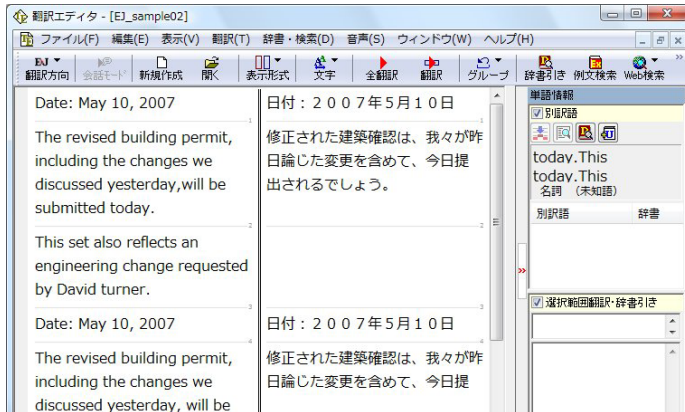 翻訳エディタ - [EJ_sample02]
ファイル(F) 編集(E) 表示(V) 翻訳(T) 辞書・検索(D) 音声(S) ウィンドウ(W) ヘルプ(H)
EJ
翻訳方向 会話モード 新規作成 開く 表示形式 文字 全翻訳 翻訳 グループ 辞書引き 例文検索 Web検索
Date: May 10, 2007
1
The revised building permit,
including the changes we
discussed yesterday,will be
submitted today.
2
This set also reflects an
engineering change requested
by David turner.
3
Date: May 10, 2007
4
The revised building permit,
including the changes we
discussed yesterday, will be
日付：２００７年５月１０日
1
修正された建築確認は、我々が昨
日論じた変更を含めて、今日提
出されるでしょう。
2
3
日付：２００７年５月１０日
4
修正された建築確認は、我々が昨
日論じた変更を含めて、今日提
単語情報
別訳語
today.This
today.This
名詞 （未知語）
別訳語 辞書
選択範囲翻訳・辞書引き